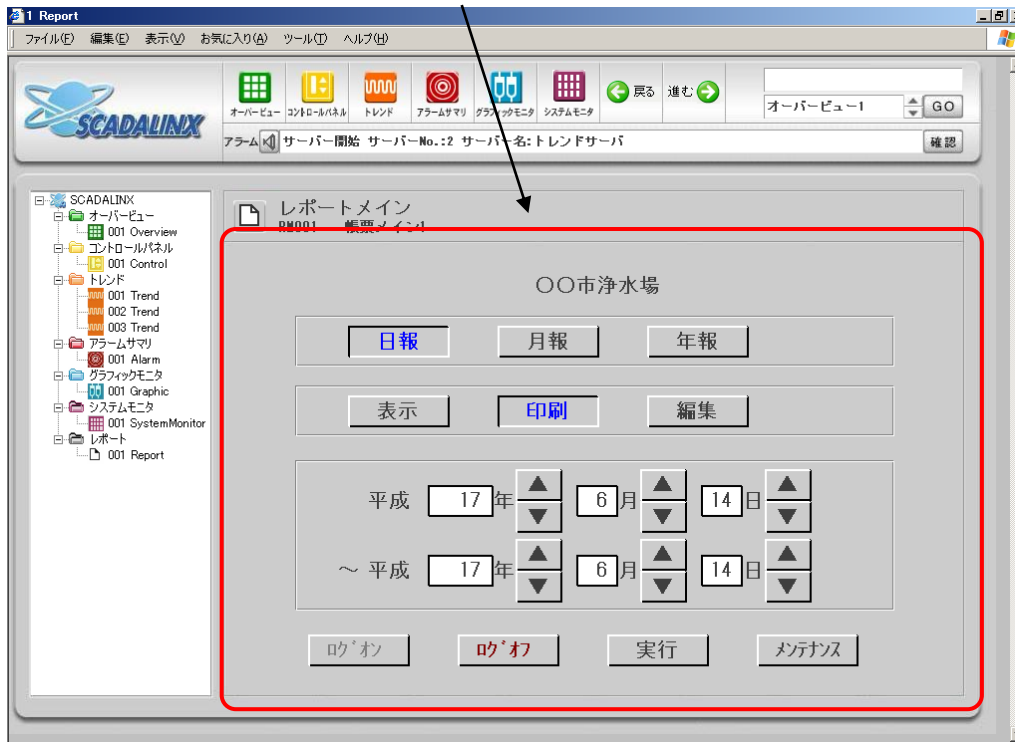 1 Report
ファイル(F) 編集(E) 表示(V) お気に入り(A) ツール(T) ヘルプ(H)
SCADALINX
オーバービュー コントロールパネル トレンド アラームサマリ グラフィックモニタ システムモニタ 戻る 進む
オーバービュー1 GO
アラーム サーバー開始 サーバーNo.:2 サーバー名:トレンドサーバ 確認
SCADALINX
オーバービュー
001 Overview
コントロールパネル
001 Control
トレンド
001 Trend
002 Trend
003 Trend
アラームサマリ
001 Alarm
グラフィックモニタ
001 Graphic
システムモニタ
001 SystemMonitor
レポート
001 Report
レポートメイン
RM001 帳票メイン1
〇〇市浄水場
日報 月報 年報
表示 印刷 編集
平成 17 年 6 月 14 日
～ 平成 17 年 6 月 14 日
ログオン ログオフ 実行 メンテナンス